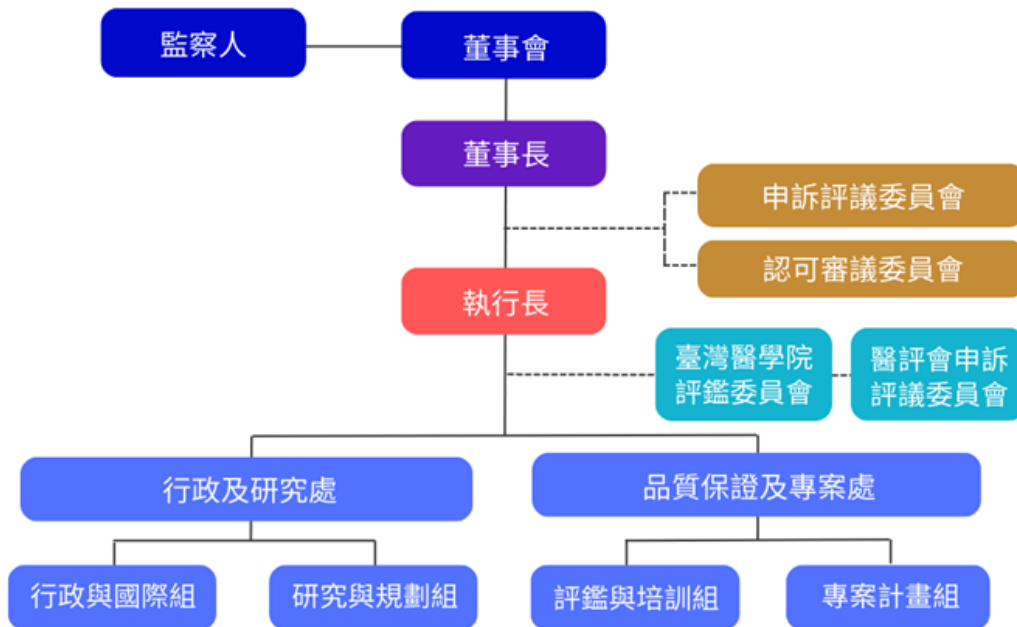 監察人
董事會
董事長
申訴評議委員會
認可審議委員會
執行長
臺灣醫學院
評鑑委員會
醫評會申訴
評議委員會
行政及研究處
品質保證及專案處
行政與國際組
研究與規劃組
評鑑與培訓組
專案計畫組